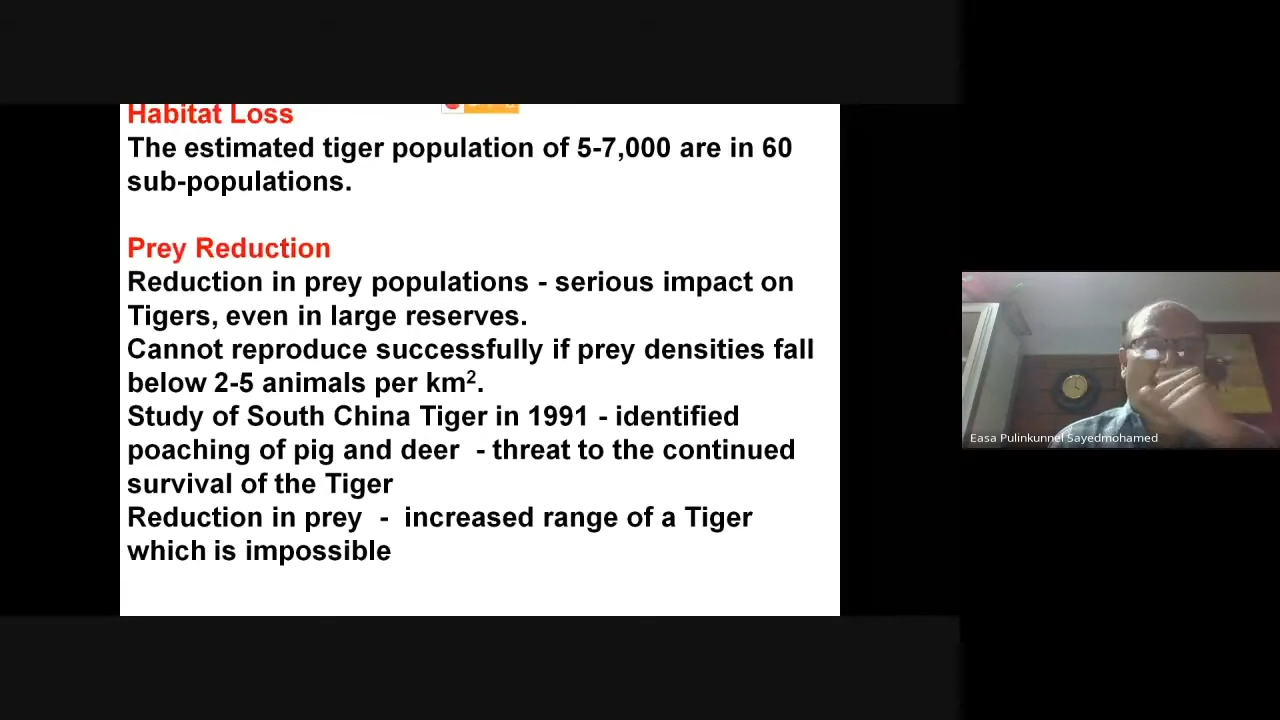 Habitat Loss
The estimated tiger population of 5-7,000 are in 60
sub-populations.
Prey Reduction
Reduction in prey populations - serious impact on
Tigers, even in large reserves.
Cannot reproduce successfully if prey densities fall
below 2-5 animals per km².
Study of South China Tiger in 1991 - identified
poaching of pig and deer - threat to the continued
survival of the Tiger
Reduction in prey - increased range of a Tiger
which is impossible
Easa Pulinkunnel Sayedmohamed